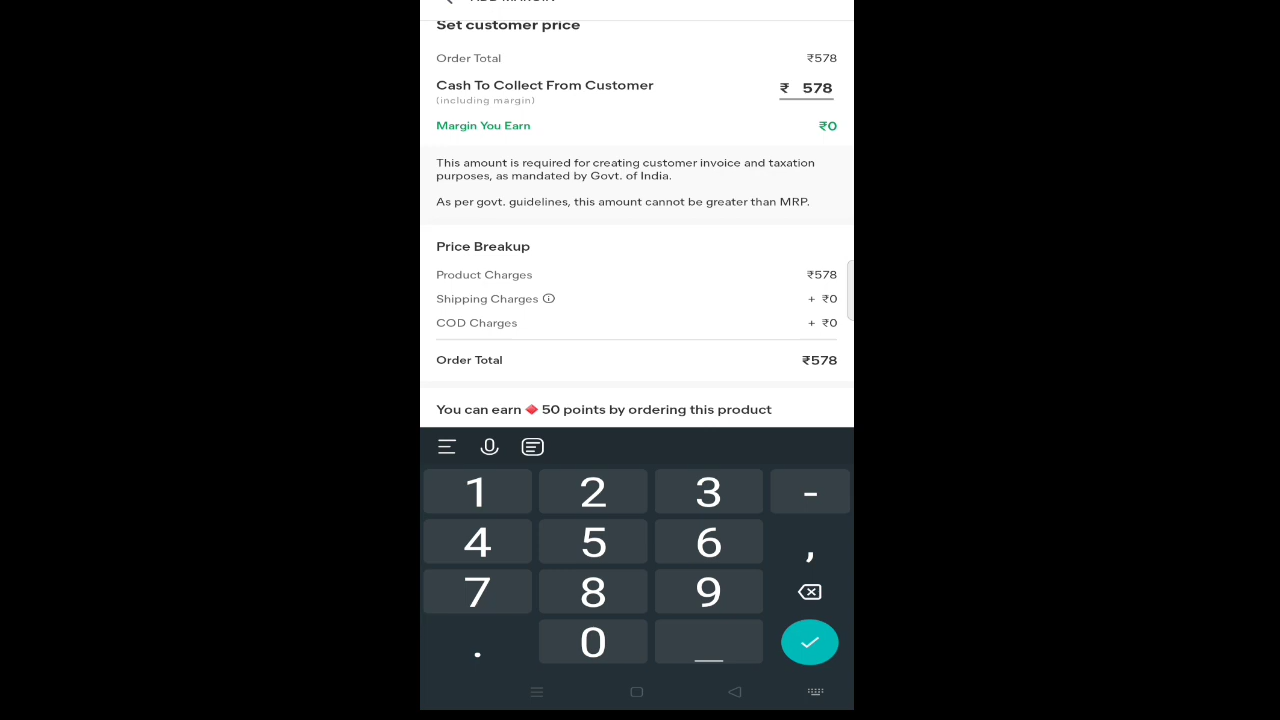 Set customer price
Order Total ₹578
Cash To Collect From Customer ₹ 578
(including margin)
Margin You Earn ₹0
This amount is required for creating customer invoice and taxation
purposes, as mandated by Govt. of India.
As per govt. guidelines, this amount cannot be greater than MRP.
Price Breakup
Product Charges ₹578
Shipping Charges + ₹0
COD Charges + ₹0
Order Total ₹578
You can earn 50 points by ordering this product
1 2 3 -
4 5 6 ,
7 8 9
. 0